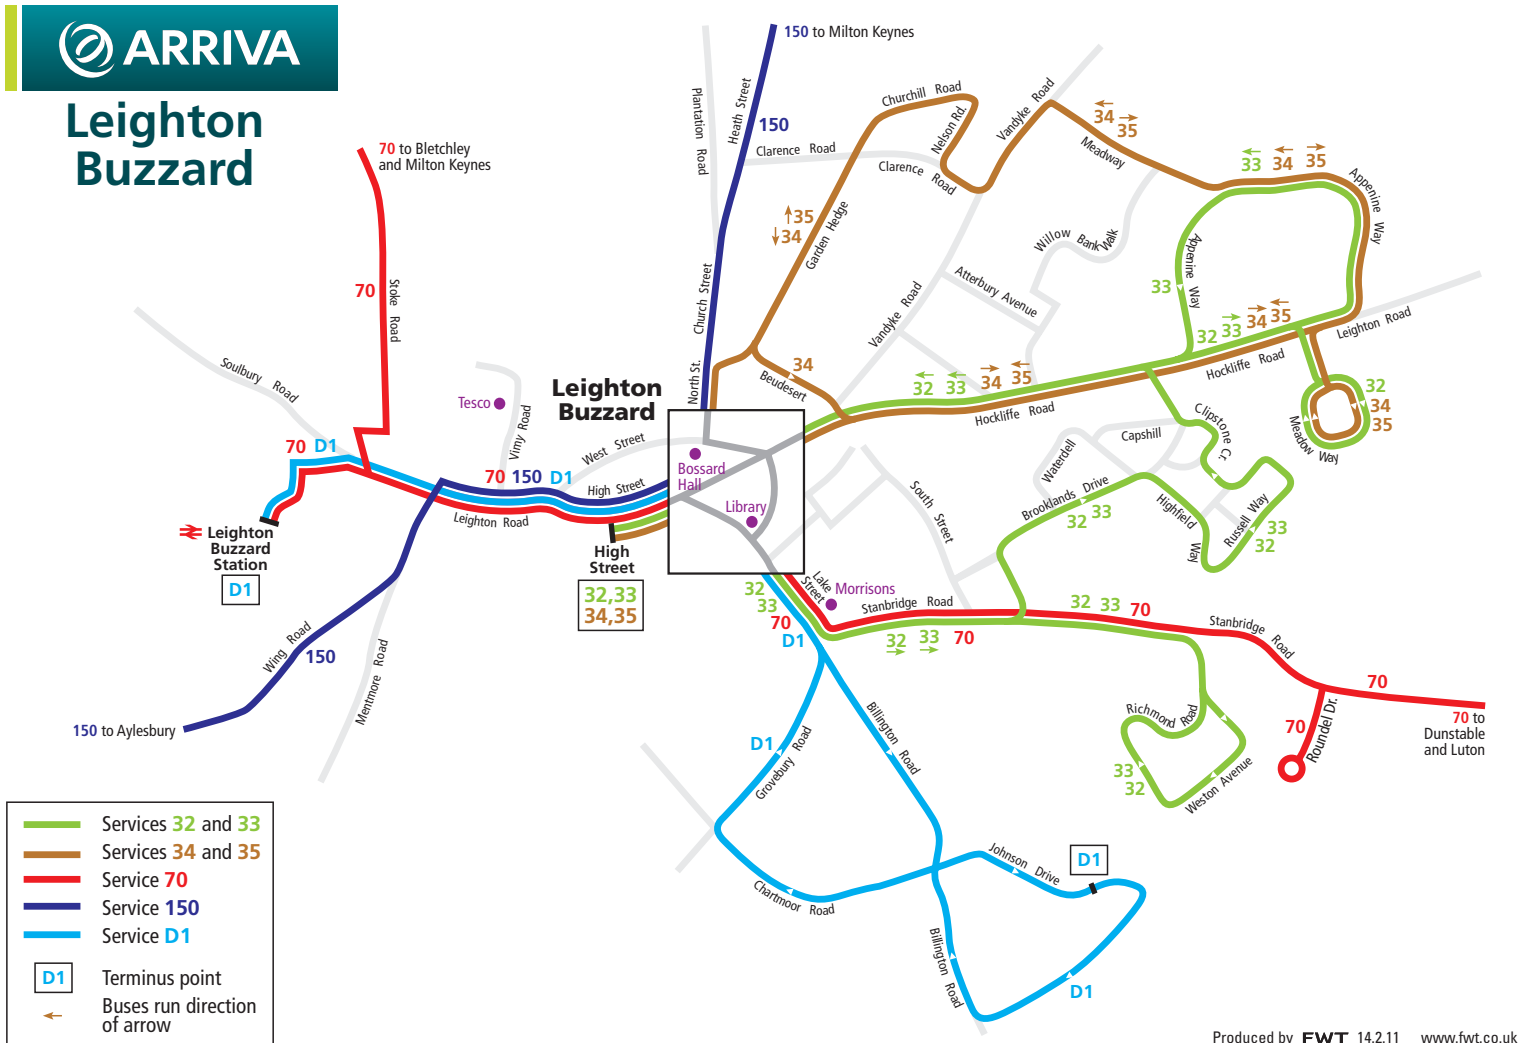 ARRIVA
Leighton
Buzzard
150 to Milton Keynes
70 to Bletchley
and Milton Keynes
Plantation Road
Heath Street
150
Clarence Road
Clarence Road
Churchill Road
Nelson Rd.
Vandyke Road
34
35
Meadway
33 34 35
Appenine Way
35
34
Garden Hedge
Willow Bank Walk
Atterbury Avenue
Vandyke Road
Appenine Way
33
70
Stoke Road
Church Street
North St.
32 33 34 35
Leighton Road
Hockliffe Road
Soulbury Road
Tesco
Vimy Road
Leighton
Buzzard
34
Beudesert
32 33 34 35
Hockliffe Road
32
34
35
Meadow Way
Clipstone Cr.
Capshill
Waterdell
70 D1
West Street
70 150 D1
High Street
Leighton Road
Bossard
Hall
Library
South Street
Brooklands Drive
32 33
Highfield Way
Russell Way
33
32
Leighton
Buzzard
Station
D1
High
Street
32,33
34,35
32
33
70
D1
Lake
Street
Morrisons
Stanbridge Road
32 33 70
32 33 70
Stanbridge Road
Wing Road
150
Mentmore Road
150 to Aylesbury
70
70 to
Dunstable
and Luton
70
Roundel Dr.
Richmond Road
33
32
Weston Avenue
D1
Grovebury Road
Billington Road
Chartmoor Road
Johnson Drive
D1
Billington Road
D1
Services 32 and 33
Services 34 and 35
Service 70
Service 150
Service D1
D1 Terminus point
Buses run direction
of arrow
Produced by FWT 14.2.11 www.fwt.co.uk